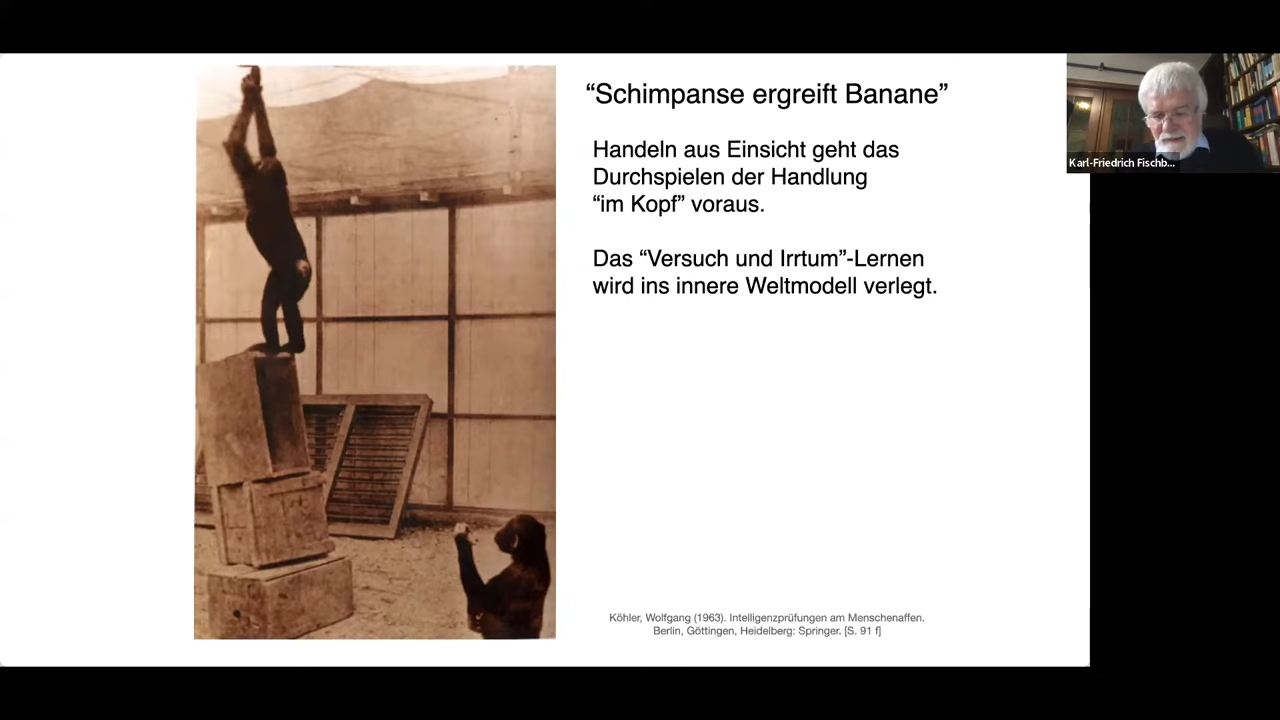 “Schimpanse ergreift Banane”
Handeln aus Einsicht geht das
Durchspielen der Handlung
“im Kopf” voraus.
Das “Versuch und Irrtum”-Lernen
wird ins innere Weltmodell verlegt.
Köhler, Wolfgang (1963). Intelligenzprüfungen am Menschenaffen.
Berlin, Göttingen, Heidelberg: Springer. [S. 91 f]
Karl-Friedrich Fischb...